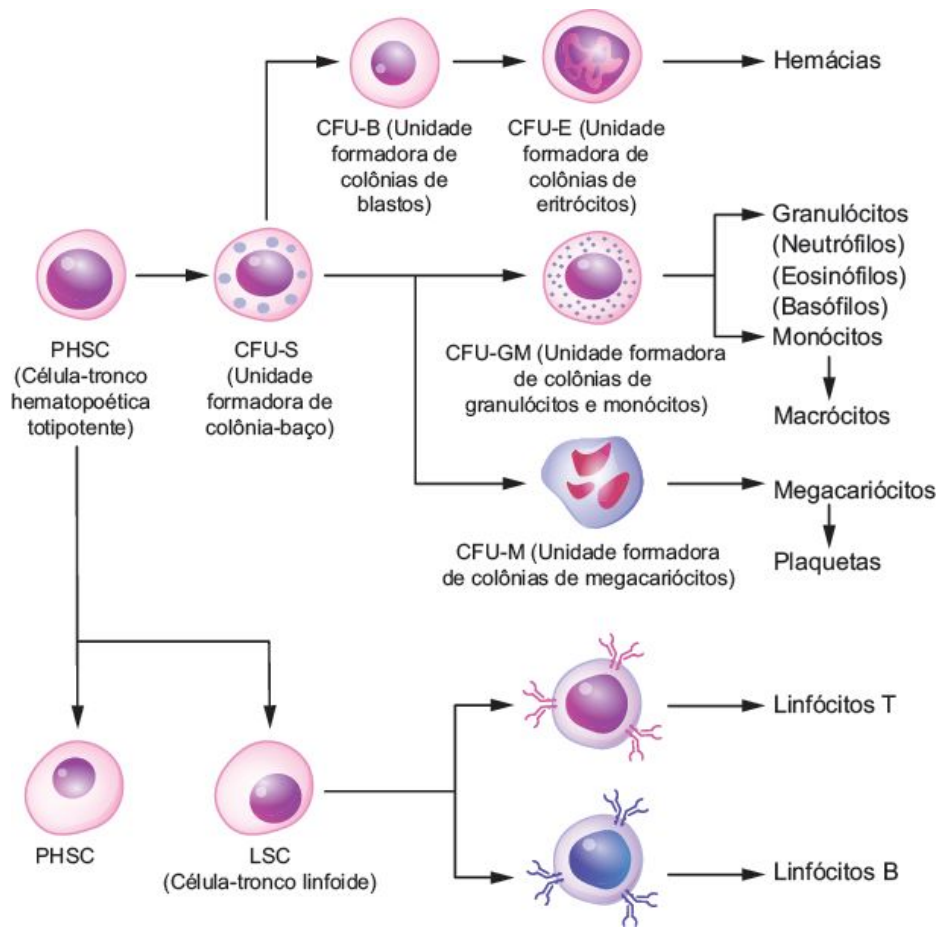 Hemácias
CFU-B (Unidade
formadora de
colônias de
blastos)
CFU-E (Unidade
formadora de
colônias de
eritrócitos)
Granulócitos
(Neutrófilos)
(Eosinófilos)
(Basófilos)
Monócitos
Macrócitos
PHSC
(Célula-tronco
hematopoética
totipotente)
CFU-S
(Unidade
formadora de
colônia-baço)
CFU-GM (Unidade formadora
de colônias de
granulócitos e monócitos)
Megacariócitos
Plaquetas
CFU-M (Unidade formadora
de colônias de megacariócitos)
Linfócitos T
PHSC
LSC
(Célula-tronco linfoide)
Linfócitos B